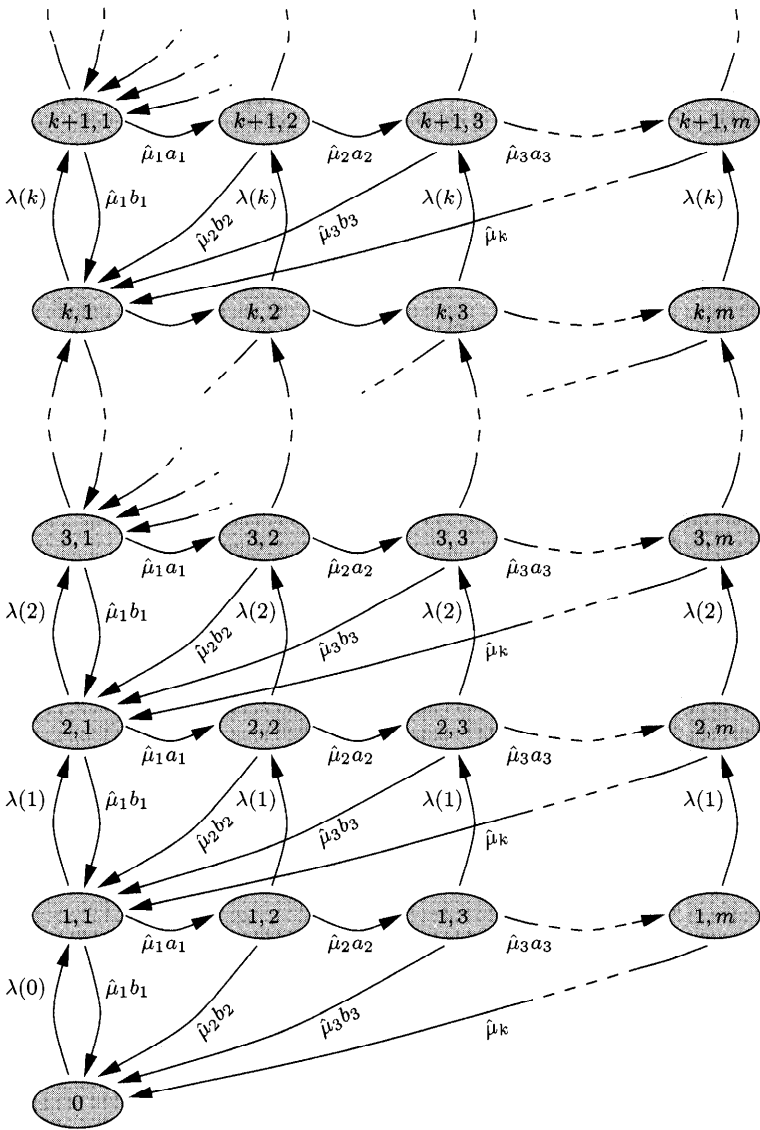 k+1, 1 k+1, 2 k+1, 3 k+1, m
μ̂₁a₁ μ̂₂a₂ μ̂₃a₃
λ(k) μ̂₁b₁ μ̂₂b₂ λ(k) μ̂₃b₃ λ(k) μ̂k λ(k)
k, 1 k, 2 k, 3 k, m
3, 1 3, 2 3, 3 3, m
μ̂₁a₁ μ̂₂a₂ μ̂₃a₃
λ(2) μ̂₁b₁ μ̂₂b₂ λ(2) μ̂₃b₃ λ(2) μ̂k λ(2)
2, 1 2, 2 2, 3 2, m
μ̂₁a₁ μ̂₂a₂ μ̂₃a₃
λ(1) μ̂₁b₁ μ̂₂b₂ λ(1) μ̂₃b₃ λ(1) μ̂k λ(1)
1, 1 1, 2 1, 3 1, m
μ̂₁a₁ μ̂₂a₂ μ̂₃a₃
λ(0) μ̂₁b₁ μ̂₂b₂ μ̂₃b₃ μ̂k
0